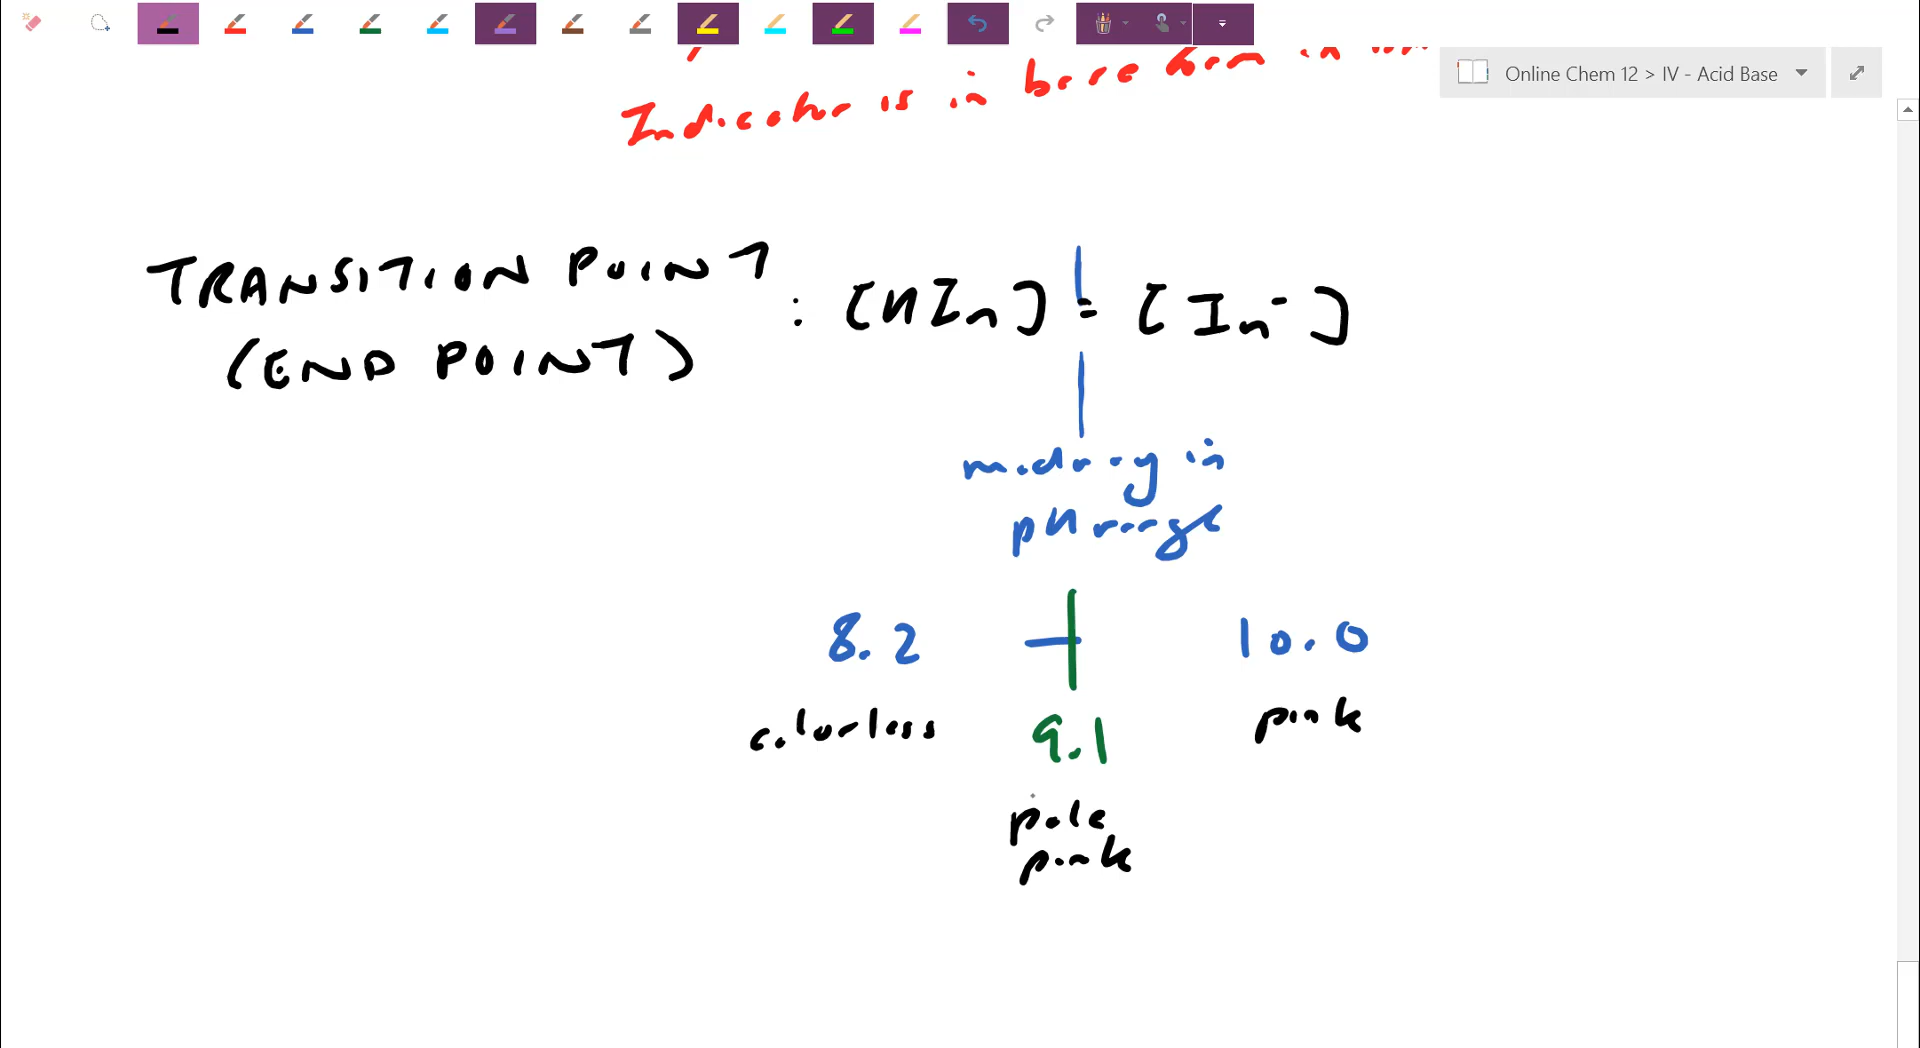 Online Chem 12 > IV - Acid Base
Indicator is in base form in
TRANSITION POINT
(END POINT)
: [HIn] = [In⁻]
midway in
pH range
8.2 10.0
colorless 9.1 pink
pale
pink